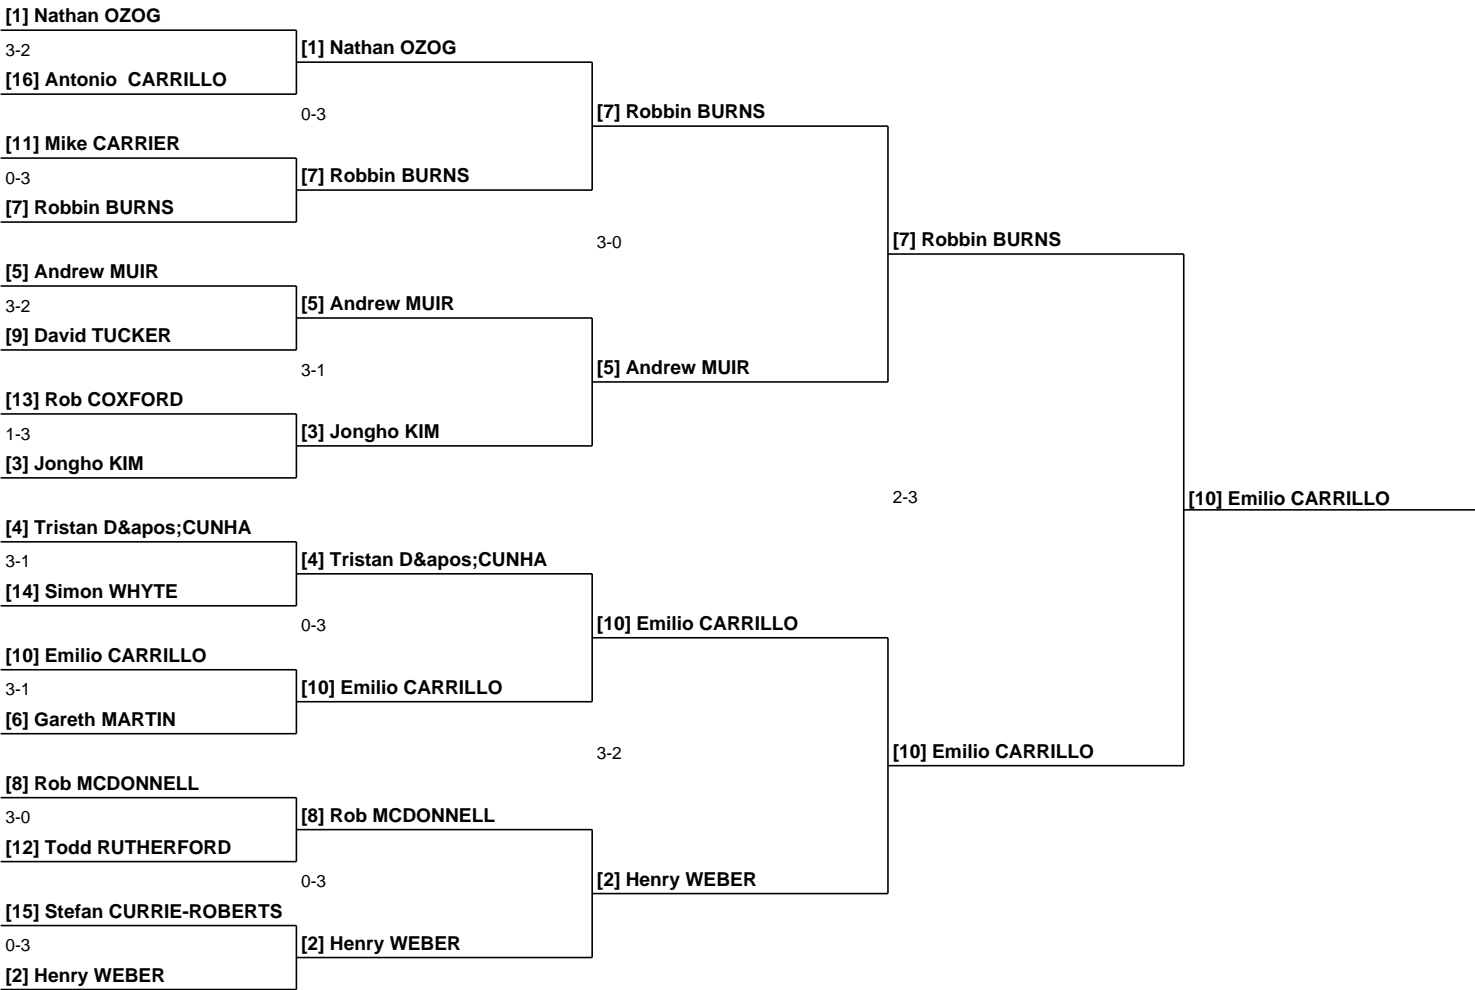 [1] Nathan OZOG
3-2
[16] Antonio  CARRILLO
[11] Mike CARRIER
0-3
[7] Robbin BURNS
[5] Andrew MUIR
3-2
[9] David TUCKER
[13] Rob COXFORD
1-3
[3] Jongho KIM
[4] Tristan D&apos;CUNHA
3-1
[14] Simon WHYTE
[10] Emilio CARRILLO
3-1
[6] Gareth MARTIN
[8] Rob MCDONNELL
3-0
[12] Todd RUTHERFORD
[15] Stefan CURRIE-ROBERTS
0-3
[2] Henry WEBER
[1] Nathan OZOG
0-3
[7] Robbin BURNS
[5] Andrew MUIR
3-1
[3] Jongho KIM
[4] Tristan D&apos;CUNHA
0-3
[10] Emilio CARRILLO
[8] Rob MCDONNELL
0-3
[2] Henry WEBER
[7] Robbin BURNS
3-0
[5] Andrew MUIR
[10] Emilio CARRILLO
3-2
[2] Henry WEBER
[7] Robbin BURNS
2-3
[10] Emilio CARRILLO
[10] Emilio CARRILLO